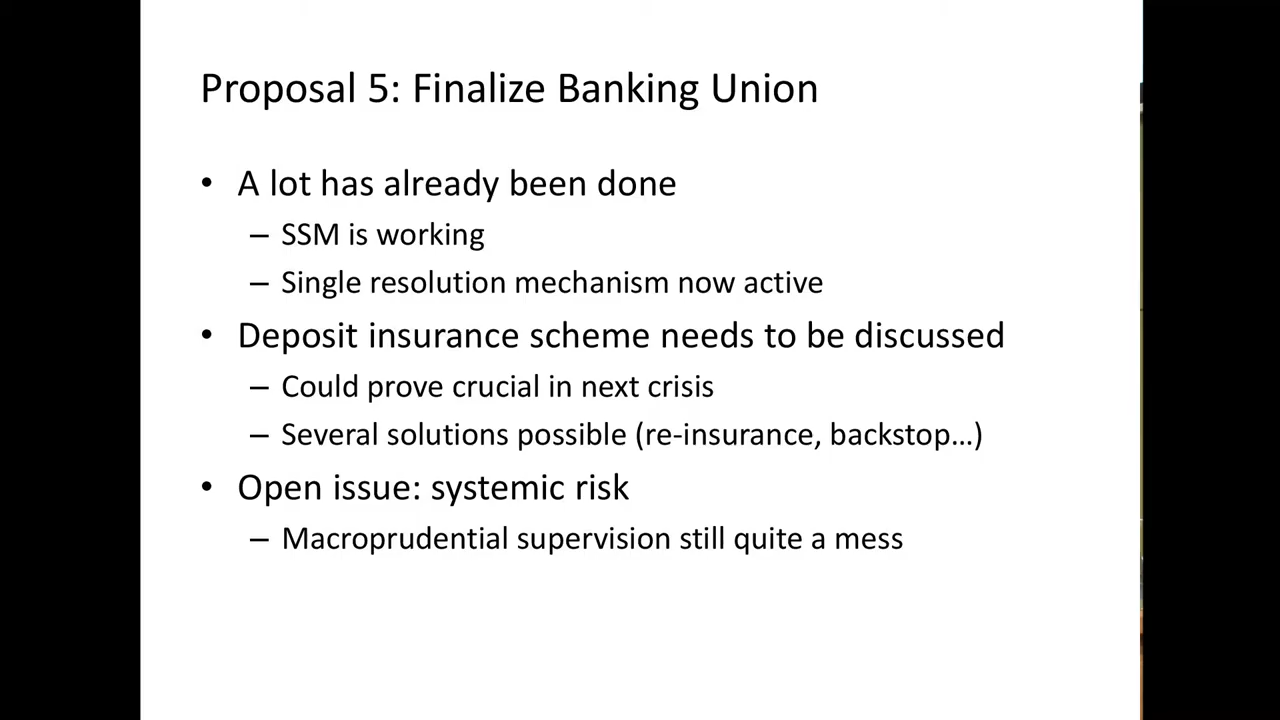 Proposal 5: Finalize Banking Union
• A lot has already been done
– SSM is working
– Single resolution mechanism now active
• Deposit insurance scheme needs to be discussed
– Could prove crucial in next crisis
– Several solutions possible (re-insurance, backstop…)
• Open issue: systemic risk
– Macroprudential supervision still quite a mess